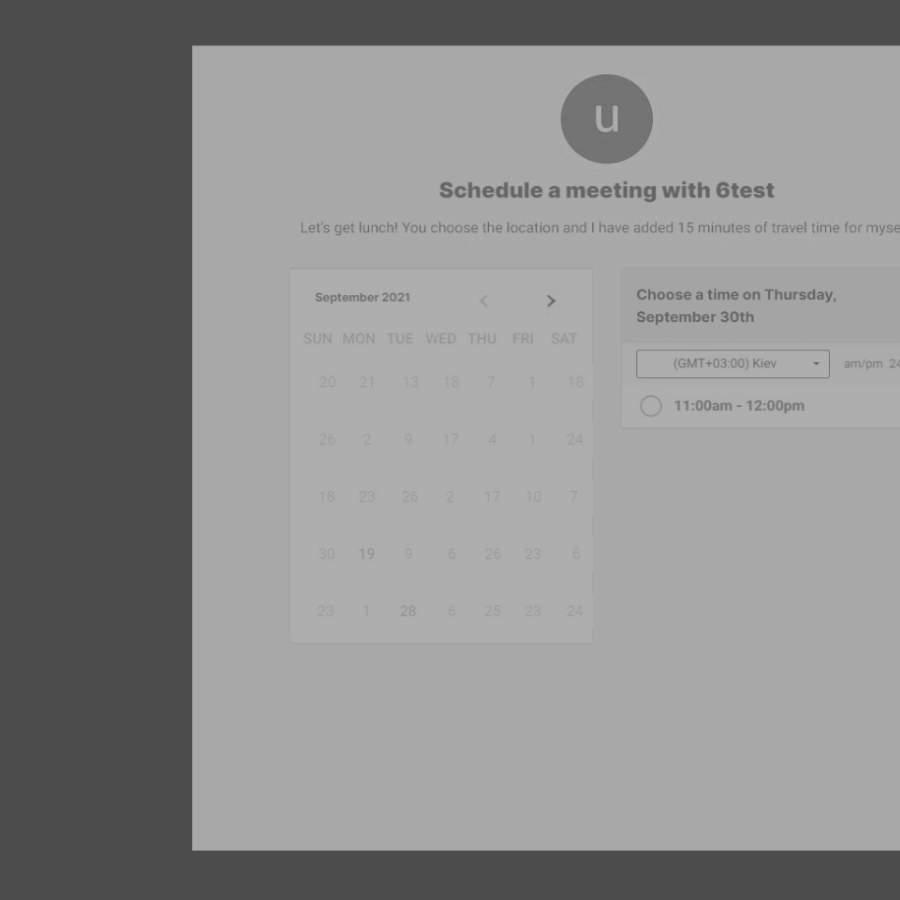 u
Schedule a meeting with 6test
Let's get lunch! You choose the location and I have added 15 minutes of travel time for myse
September 2021
SUN MON TUE WED THU FRI SAT
20 21 13 18 7 1 18
26 2 9 17 4 1 24
18 23 26 2 17 10 7
30 19 9 6 26 23 6
23 1 28 6 25 23 24
Choose a time on Thursday,
September 30th
(GMT+03:00) Kiev
am/pm 24
11:00am - 12:00pm